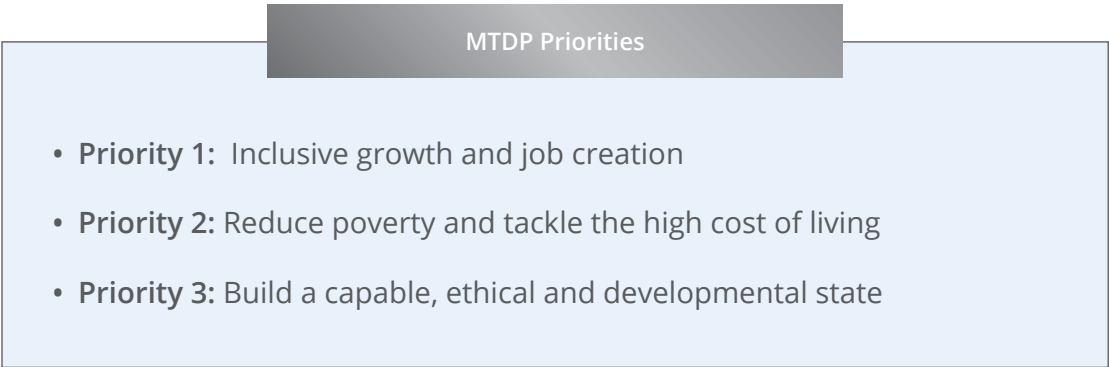 MTDP Priorities
• Priority 1: Inclusive growth and job creation
• Priority 2: Reduce poverty and tackle the high cost of living
• Priority 3: Build a capable, ethical and developmental state